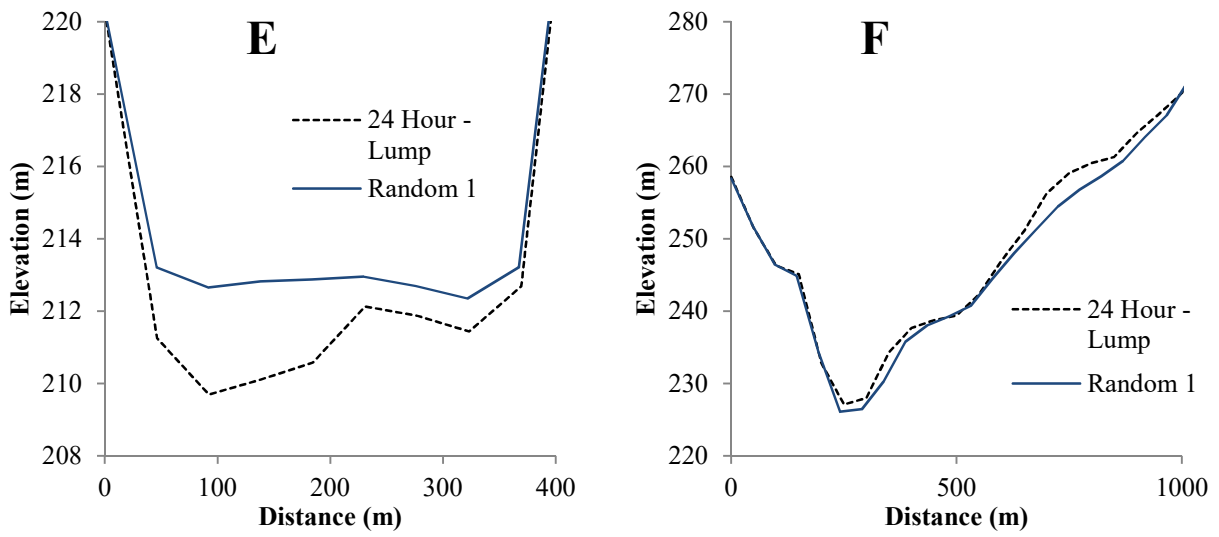 E
220
218
216
214
212
210
208
Elevation (m)
24 Hour -
Lump
Random 1
0 100 200 300 400
Distance (m)
F
280
270
260
250
240
230
220
Elevation (m)
24 Hour -
Lump
Random 1
0 500 1000
Distance (m)